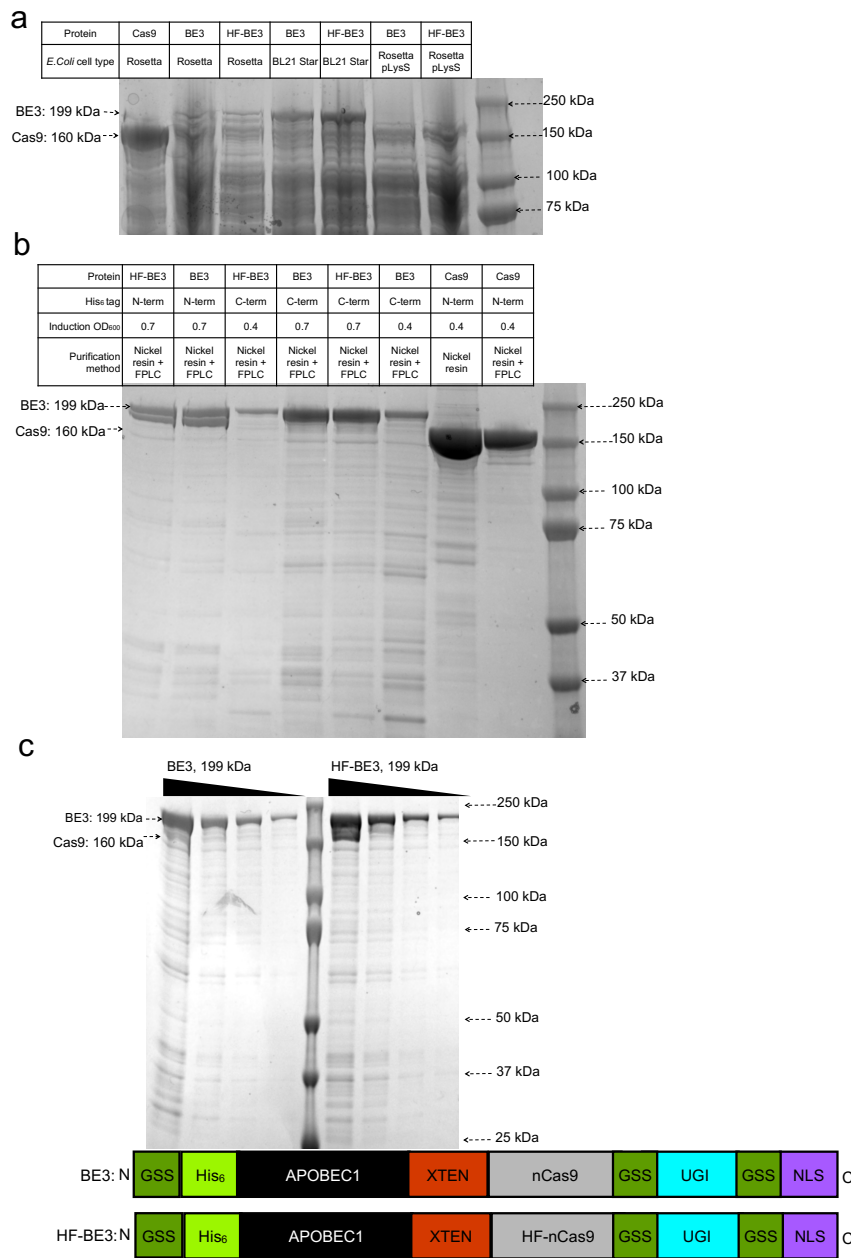 a
Protein Cas9 BE3 HF-BE3 BE3 HF-BE3 BE3 HF-BE3
E.Coli cell type Rosetta Rosetta Rosetta BL21 Star BL21 Star Rosetta pLysS Rosetta pLysS
BE3: 199 kDa
Cas9: 160 kDa
250 kDa
150 kDa
100 kDa
75 kDa
b
Protein HF-BE3 BE3 HF-BE3 BE3 HF-BE3 BE3 Cas9 Cas9
His₆ tag N-term N-term C-term C-term C-term C-term N-term N-term
Induction OD₆₀₀ 0.7 0.7 0.4 0.7 0.7 0.4 0.4 0.4
Purification method Nickel resin + FPLC Nickel resin + FPLC Nickel resin + FPLC Nickel resin + FPLC Nickel resin + FPLC Nickel resin + FPLC Nickel resin Nickel resin + FPLC
BE3: 199 kDa
Cas9: 160 kDa
250 kDa
150 kDa
100 kDa
75 kDa
50 kDa
37 kDa
c
BE3, 199 kDa HF-BE3, 199 kDa
BE3: 199 kDa
Cas9: 160 kDa
250 kDa
150 kDa
100 kDa
75 kDa
50 kDa
37 kDa
25 kDa
BE3: N GSS His₆ APOBEC1 XTEN nCas9 GSS UGI GSS NLS C
HF-BE3: N GSS His₆ APOBEC1 XTEN HF-nCas9 GSS UGI GSS NLS C